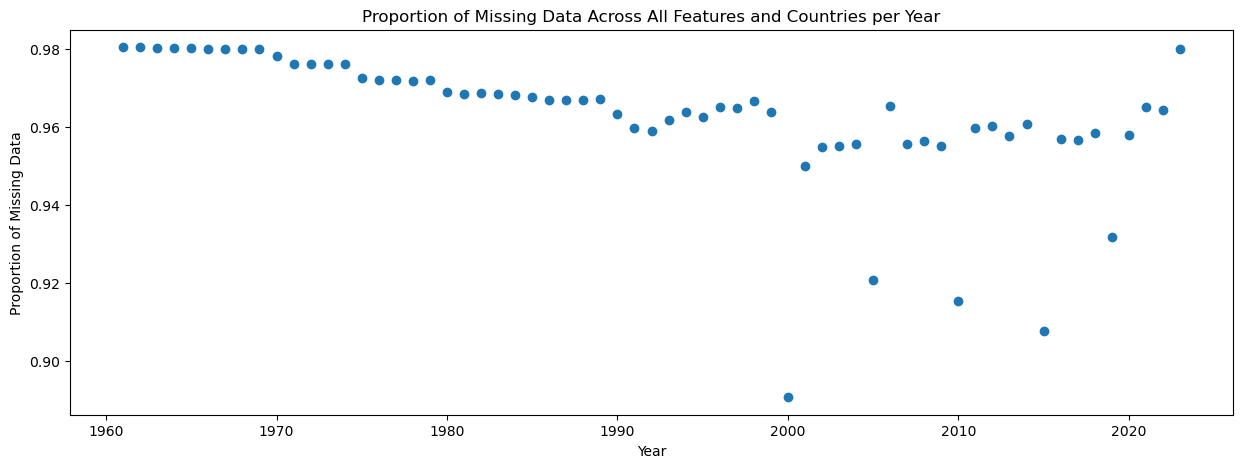 Proportion of Missing Data Across All Features and Countries per Year
Proportion of Missing Data
0.98
0.96
0.94
0.92
0.90
1960 1970 1980 1990 2000 2010 2020
Year